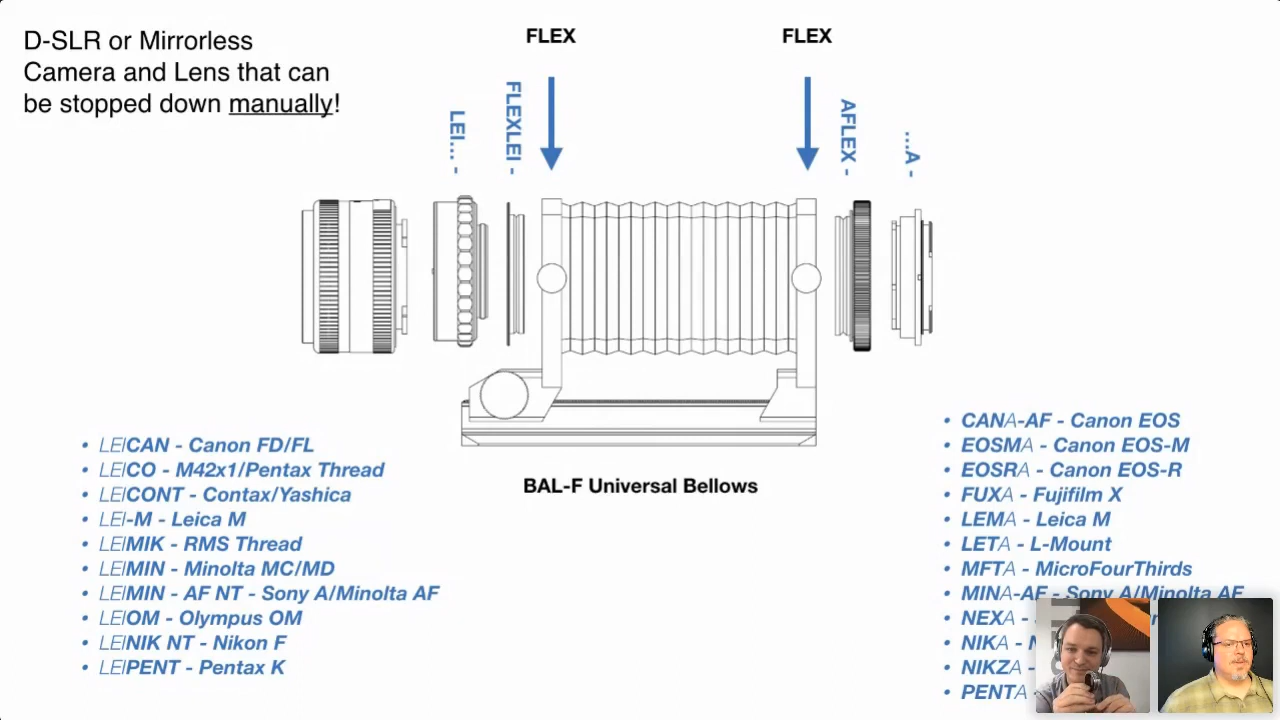 D-SLR or Mirrorless
Camera and Lens that can
be stopped down manually!
FLEX
FLEX
LEI... -
FLEXLEI -
AFLEX -
...A -
BAL-F Universal Bellows
• LEICAN - Canon FD/FL
• LEICO - M42x1/Pentax Thread
• LEICONT - Contax/Yashica
• LEI-M - Leica M
• LEIMIK - RMS Thread
• LEIMIN - Minolta MC/MD
• LEIMIN - AF NT - Sony A/Minolta AF
• LEIOM - Olympus OM
• LEINIK NT - Nikon F
• LEIPENT - Pentax K
• CANA-AF - Canon EOS
• EOSMA - Canon EOS-M
• EOSRA - Canon EOS-R
• FUXA - Fujifilm X
• LEMA - Leica M
• LETA - L-Mount
• MFTA - MicroFourThirds
• MINA-AF - Sony A/Minolta AF
• NEXA -
• NIKA -
• NIKZA -
• PENTA